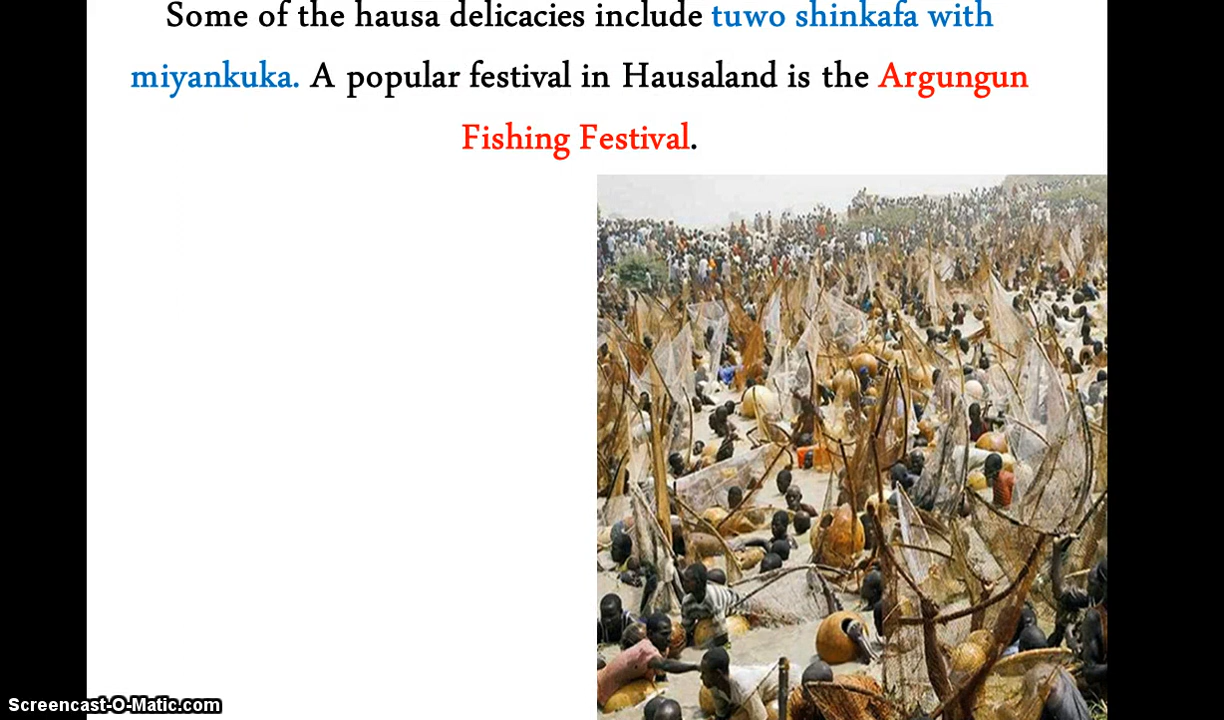 Some of the hausa delicacies include tuwo shinkafa with
miyankuka. A popular festival in Hausaland is the Argungun
Fishing Festival.
Screencast-O-Matic.com